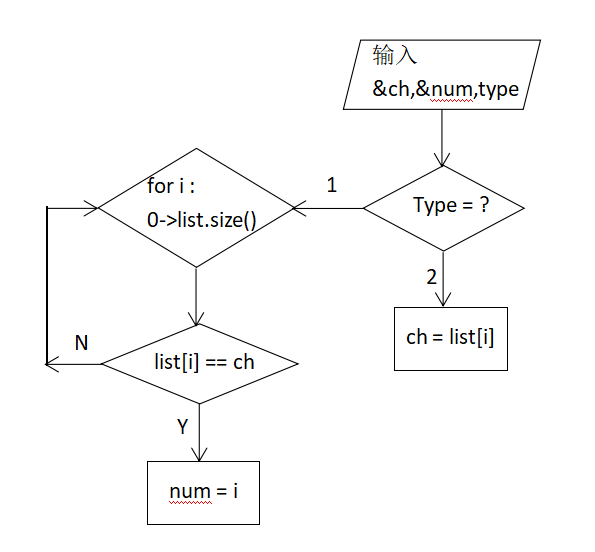 输入
&ch,&num,type
Type = ?
1
2
ch = list[i]
for i :
0->list.size()
list[i] == ch
N
Y
num = i